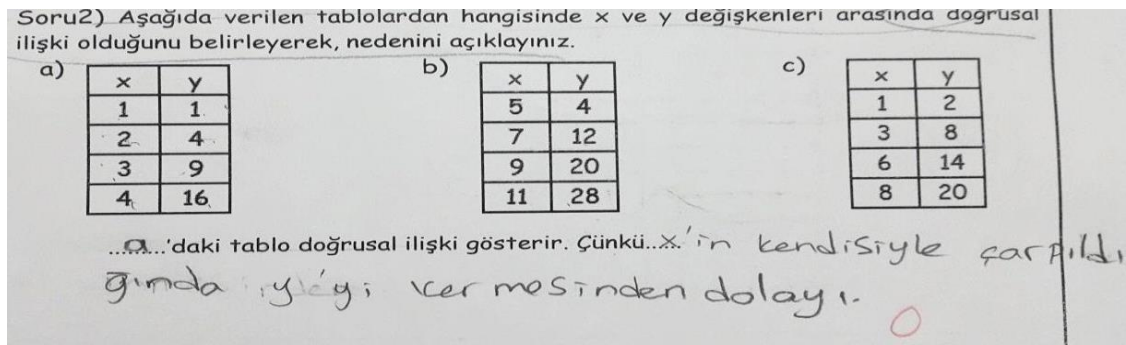 Soru2) Aşağıda verilen tablolardan hangisinde x ve y değişkenleri arasında doğrusal
ilişki olduğunu belirleyerek, nedenini açıklayınız.
a)
x y
1 1
2 4
3 9
4 16
b)
x y
5 4
7 12
9 20
11 28
c)
x y
1 2
3 8
6 14
8 20
...a...'daki tablo doğrusal ilişki gösterir. Çünkü..x.'in kendisiyle çarpıldı
ğında y'yi vermesinden dolayı.
0